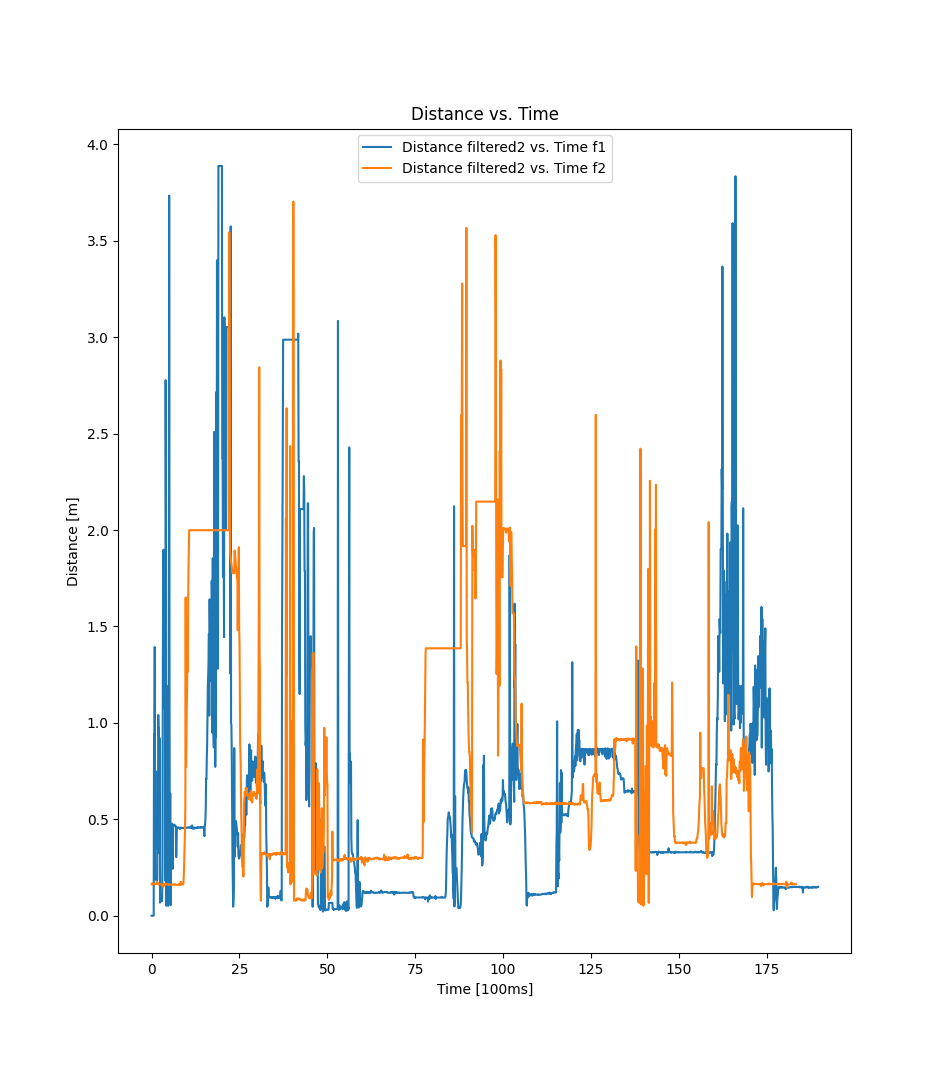 Distance vs. Time
Distance filtered2 vs. Time f1
Distance filtered2 vs. Time f2
4.0
3.5
3.0
2.5
2.0
1.5
1.0
0.5
0.0
Distance [m]
0 25 50 75 100 125 150 175
Time [100ms]